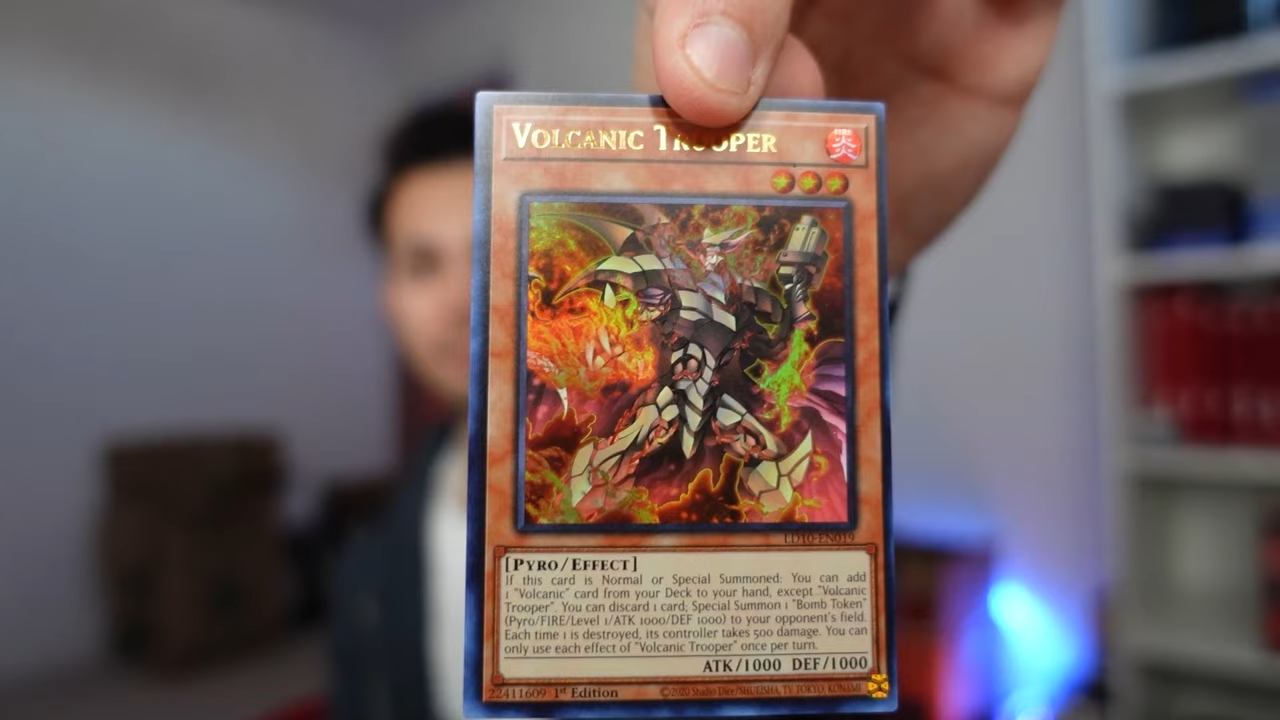 VOLCANIC TROOPER
FIRE
炎
LD10-EN019
[PYRO/EFFECT]
If this card is Normal or Special Summoned: You can add
1 "Volcanic" card from your Deck to your hand, except "Volcanic
Trooper". You can discard 1 card; Special Summon 1 "Bomb Token"
(Pyro/FIRE/Level 1/ATK 1000/DEF 1000) to your opponent's field.
Each time 1 is destroyed, its controller takes 500 damage. You can
only use each effect of "Volcanic Trooper" once per turn.
ATK/1000 DEF/1000
22411609 1st Edition ©2020 Studio Dice/SHUEISHA, TV TOKYO, KONAMI